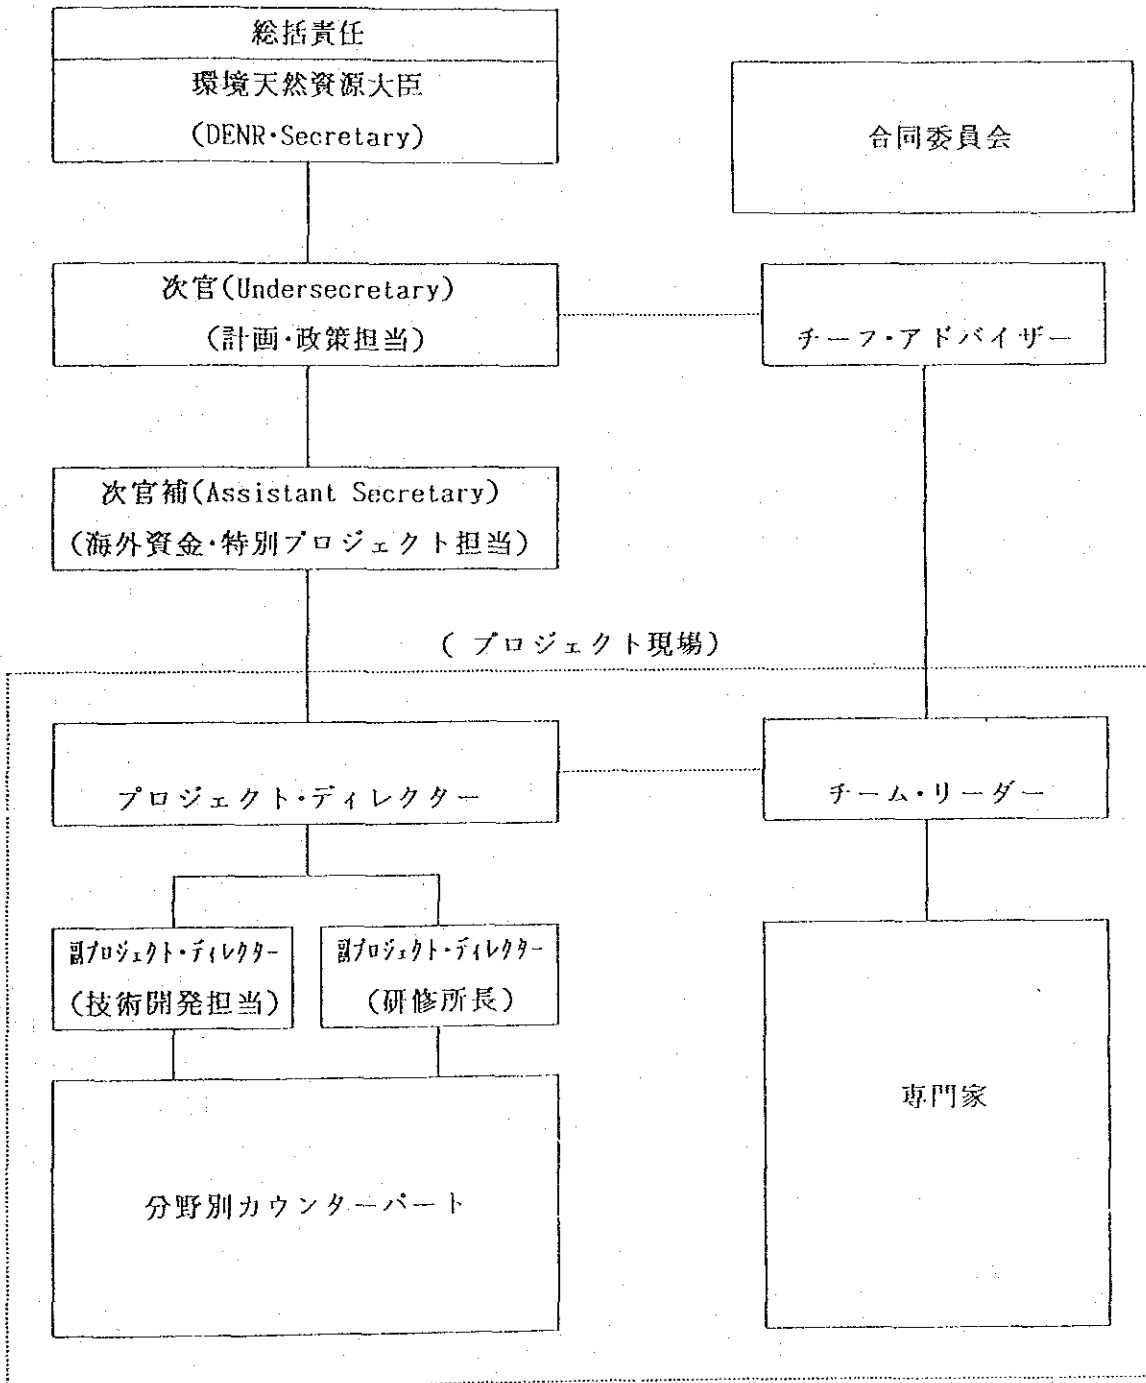 総括責任
環境天然資源大臣
(DENR・Secretary)
合同委員会
次官(Undersecretary)
(計画・政策担当)
チーフ・アドバイザー
次官補(Assistant Secretary)
(海外資金・特別プロジェクト担当)
( プロジェクト現場)
プロジェクト・ディレクター
チーム・リーダー
副プロジェクト・ディレクター
(技術開発担当)
副プロジェクト・ディレクター
(研修所長)
専門家
分野別カウンターパート